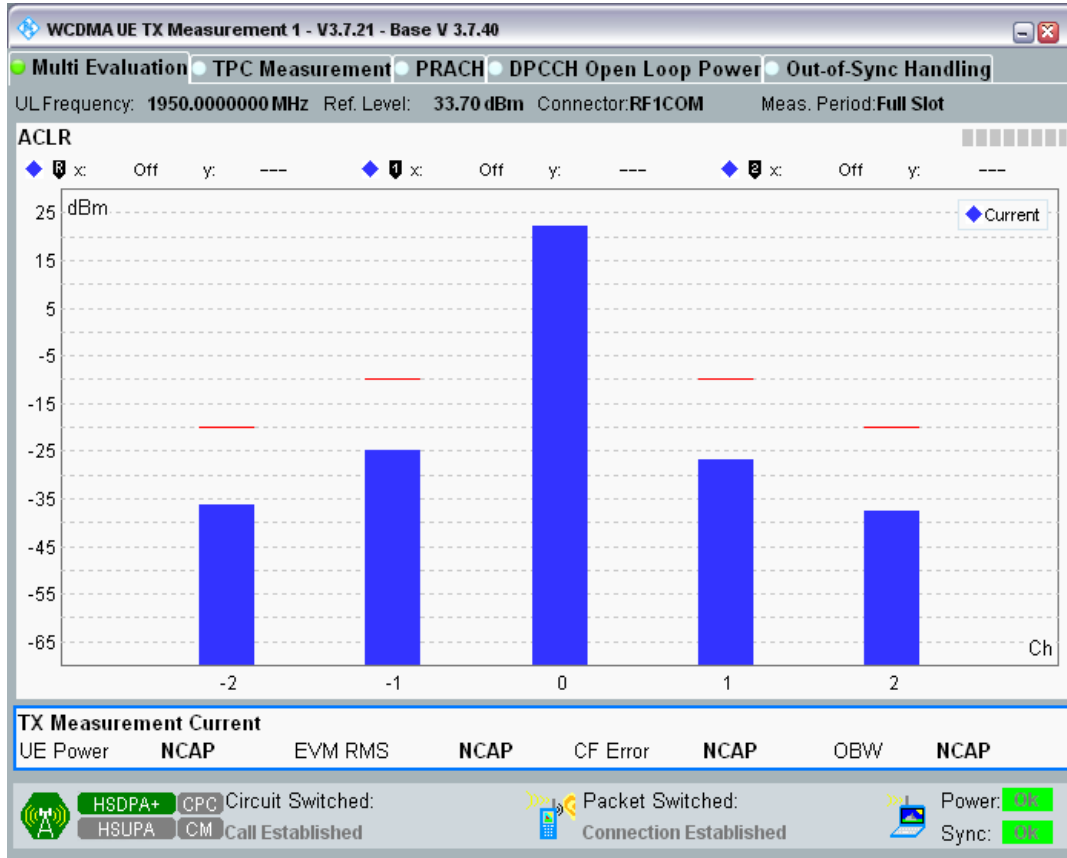 WCDMA UE TX Measurement 1 - V3.7.21 - Base V 3.7.40
Multi Evaluation TPC Measurement PRACH DPCCH Open Loop Power Out-of-Sync Handling
UL Frequency: 1950.0000000 MHz Ref. Level: 33.70 dBm Connector:RF1COM Meas. Period:Full Slot
ACLR
R x: Off y: --- 1 x: Off y: --- 2 x: Off y: ---
dBm
Current
25
15
5
-5
-15
-25
-35
-45
-55
-65
Ch
-2 -1 0 1 2
TX Measurement Current
UE Power NCAP EVM RMS NCAP CF Error NCAP OBW NCAP
HSDPA+ CPC Circuit Switched: Packet Switched: Power: Ok
HSUPA CM Call Established Connection Established Sync: Ok